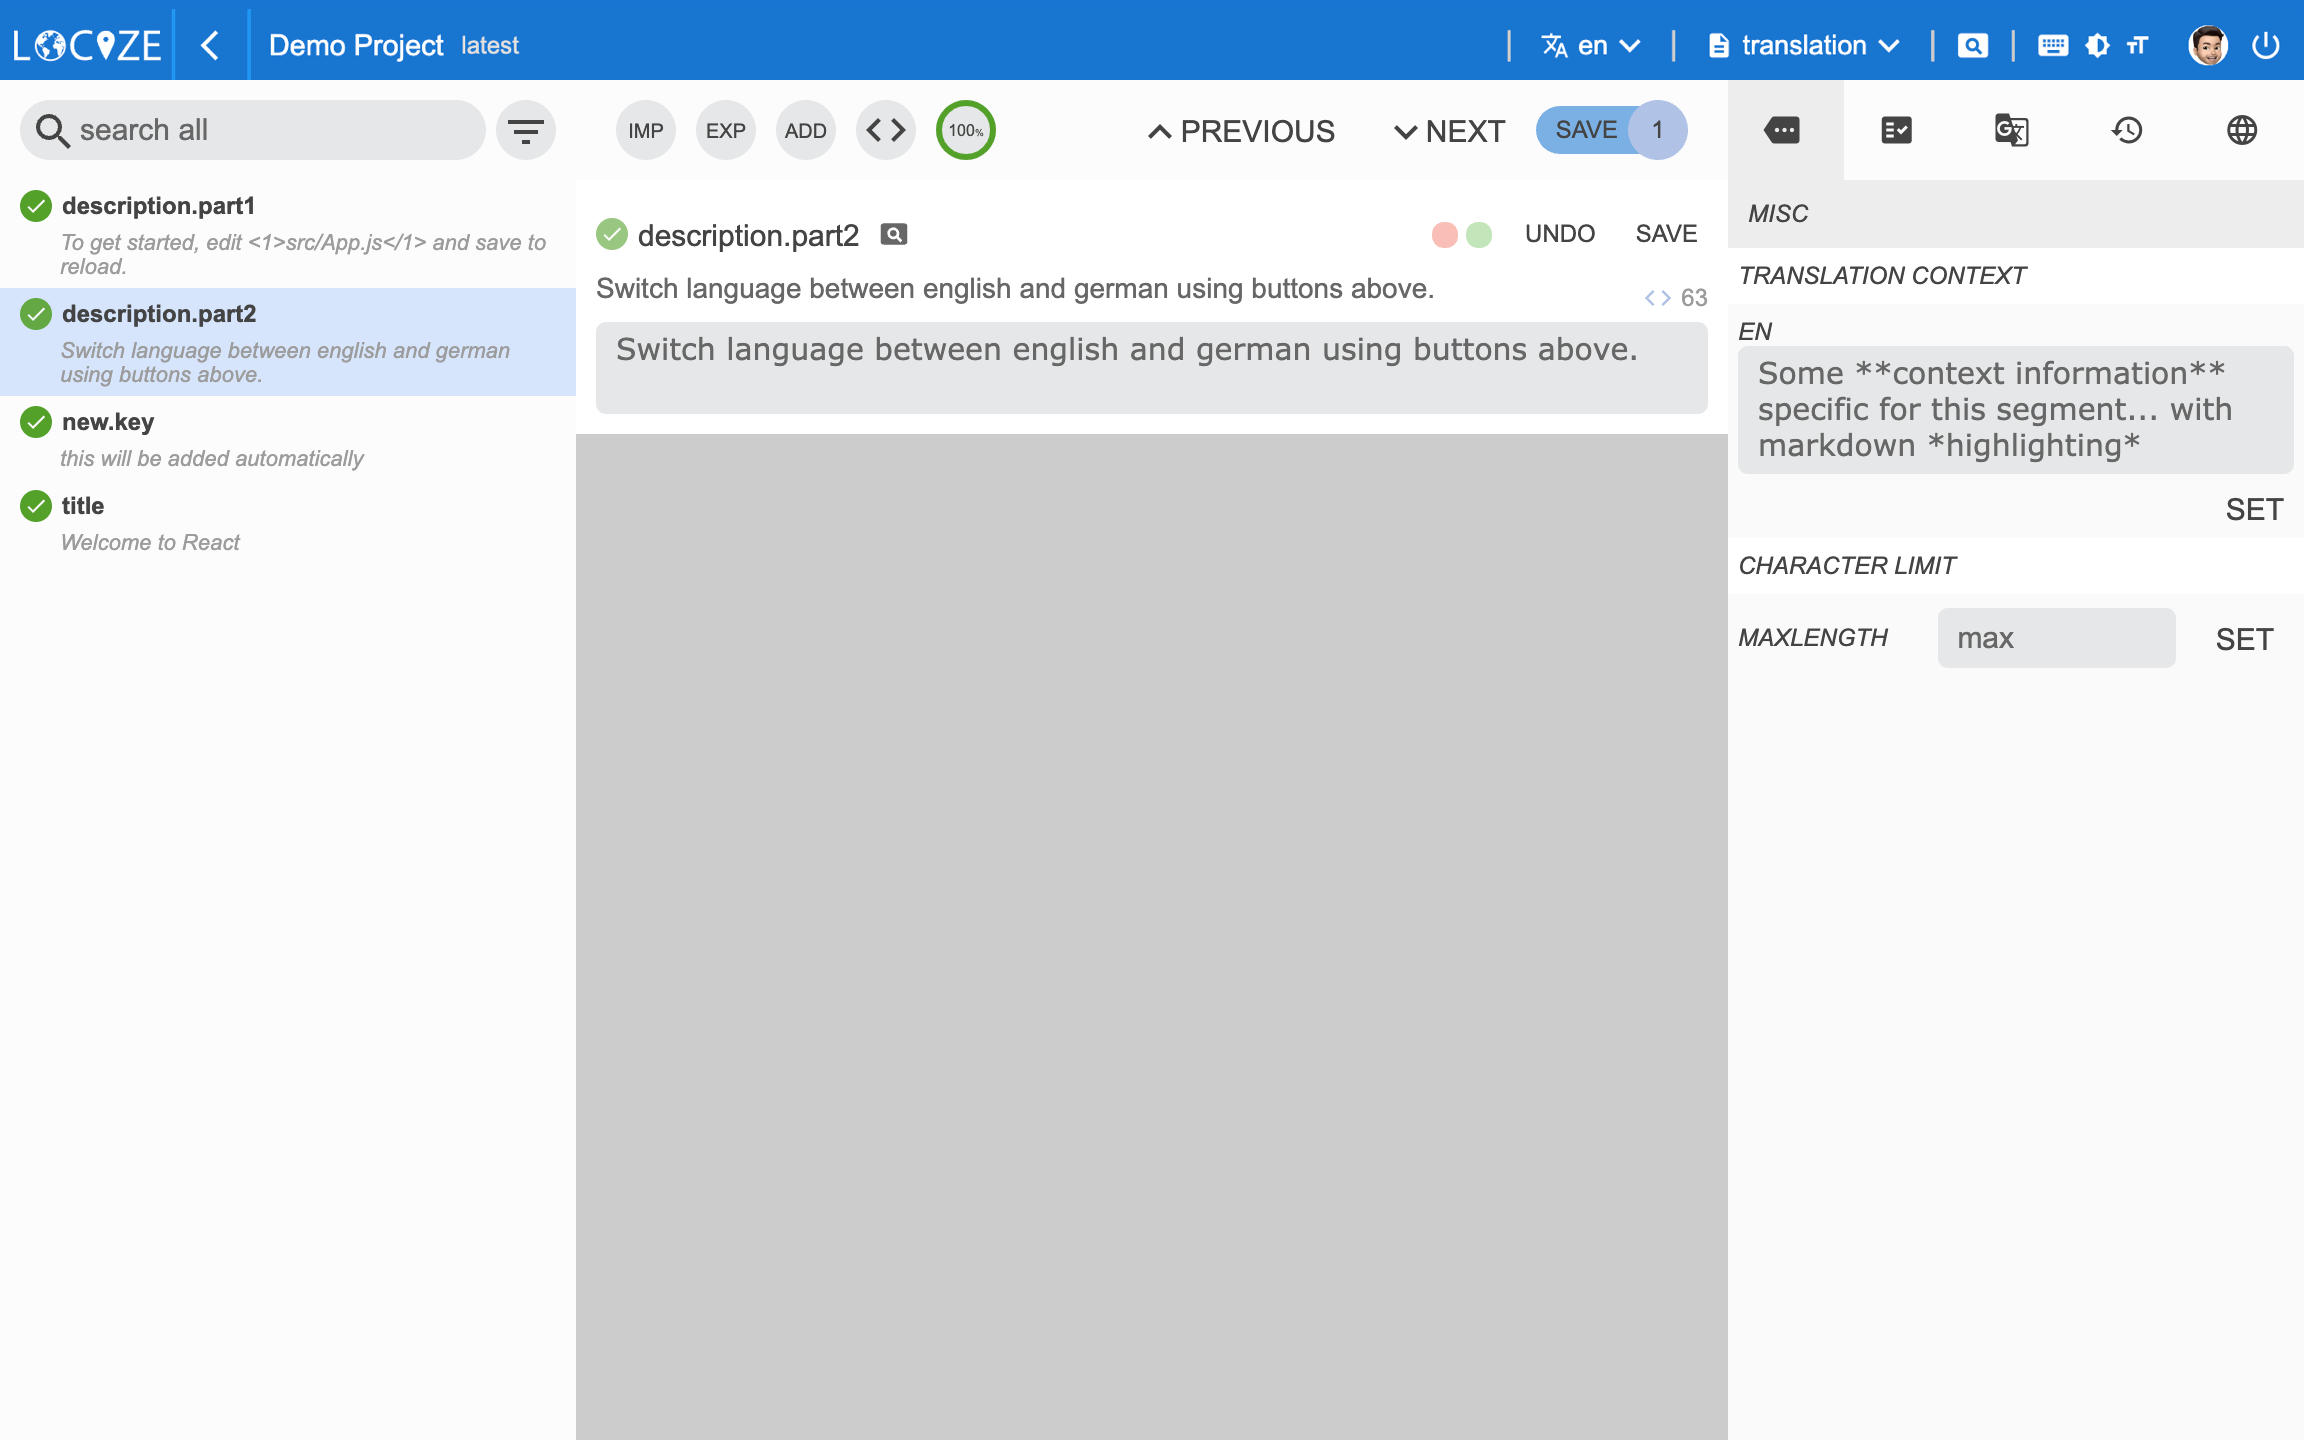 LOCIZE
Demo Project latest
en
translation
search all
IMP
EXP
ADD
100%
PREVIOUS
NEXT
SAVE 1
description.part1
To get started, edit <1>src/App.js</1> and save to
reload.
description.part2
Switch language between english and german
using buttons above.
new.key
this will be added automatically
title
Welcome to React
description.part2
UNDO
SAVE
Switch language between english and german using buttons above.
<> 63
Switch language between english and german using buttons above.
MISC
TRANSLATION CONTEXT
EN
Some **context information**
specific for this segment... with
markdown *highlighting*
SET
CHARACTER LIMIT
MAXLENGTH
max
SET